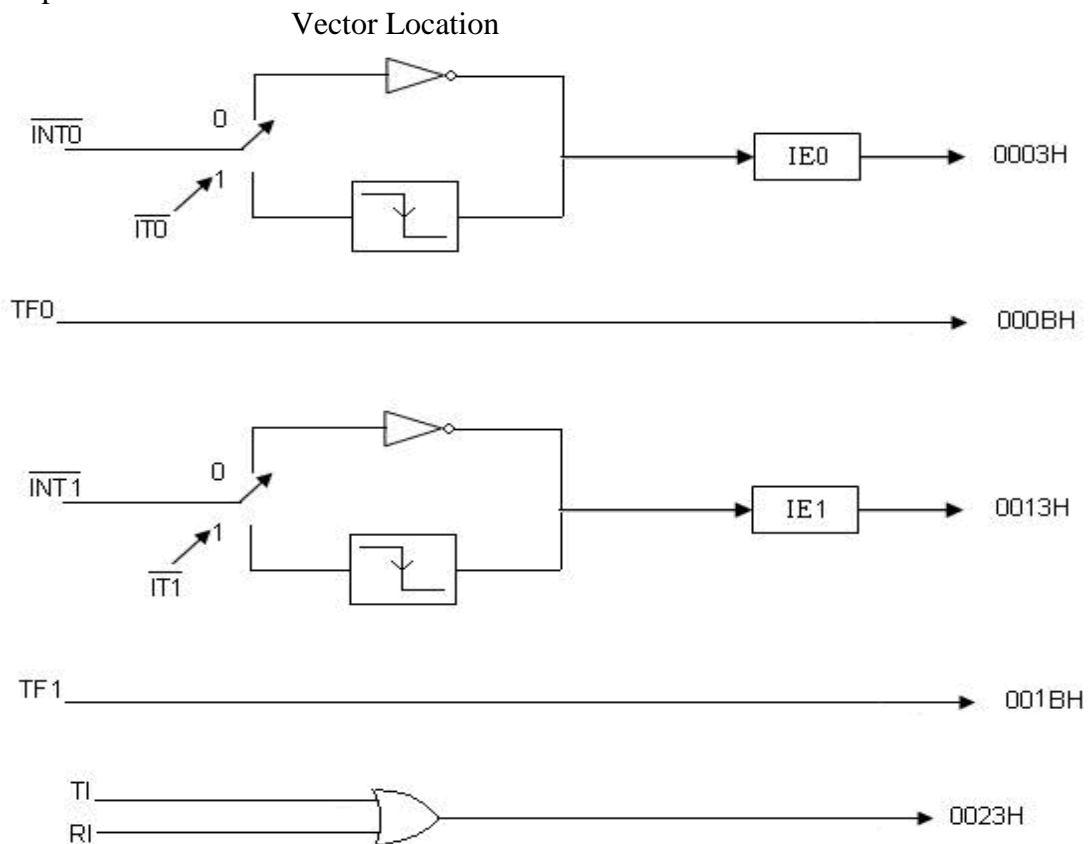 Vector Location
0
INT0
1
IT0
IE0
0003H
TF0
000BH
0
INT1
1
IT1
IE1
0013H
TF1
001BH
TI
RI
0023H